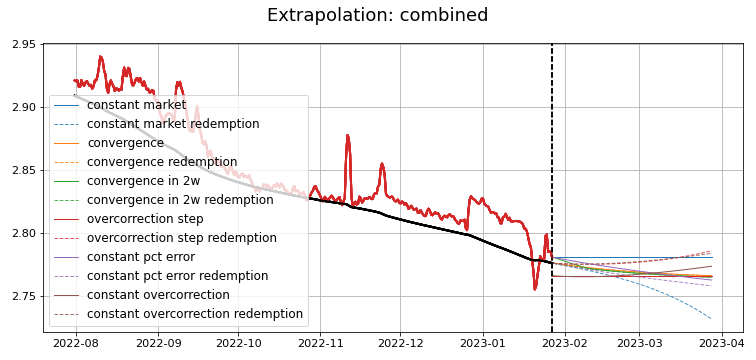 Extrapolation: combined
2.95
2.90
2.85
2.80
2.75
constant market
constant market redemption
convergence
convergence redemption
convergence in 2w
convergence in 2w redemption
overcorrection step
overcorrection step redemption
constant pct error
constant pct error redemption
constant overcorrection
constant overcorrection redemption
2022-08 2022-09 2022-10 2022-11 2022-12 2023-01 2023-02 2023-03 2023-04